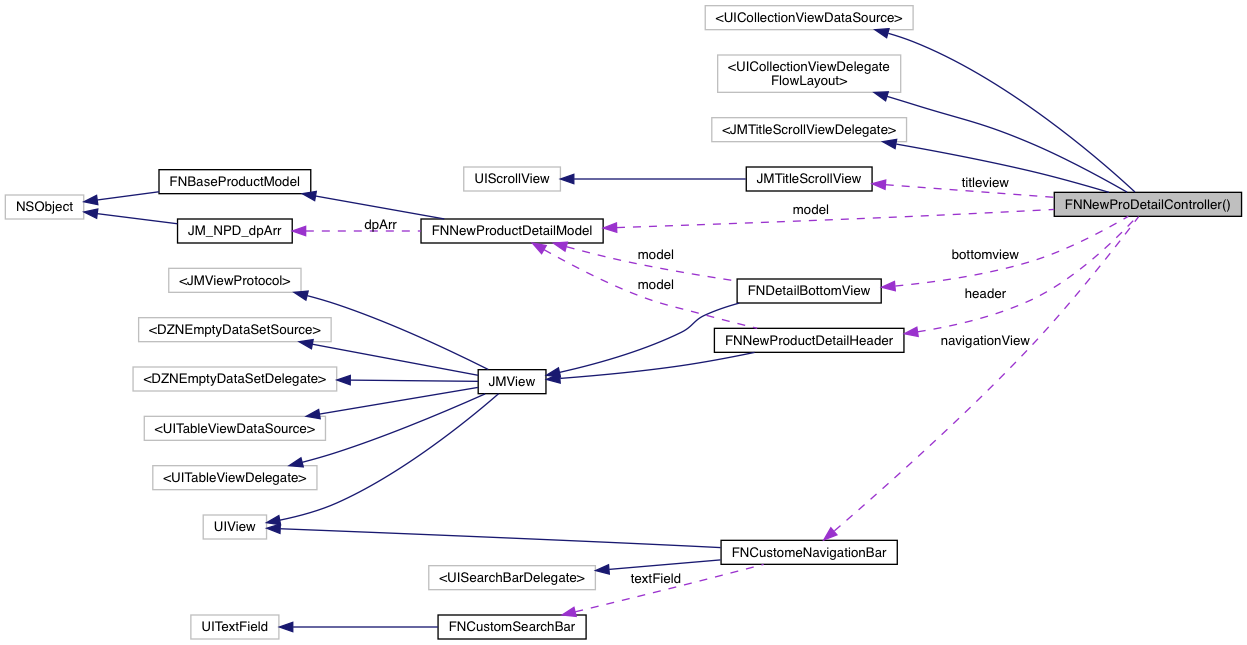 <UICollectionViewDataSource>
<UICollectionViewDelegate
FlowLayout>
<JMTitleScrollViewDelegate>
UIScrollView
JMTitleScrollView
titleview
FNNewProDetailController()
FNBaseProductModel
NSObject
JM_NPD_dpArr
dpArr
FNNewProductDetailModel
model
model
model
bottomview
header
navigationView
FNDetailBottomView
FNNewProductDetailHeader
<JMViewProtocol>
<DZNEmptyDataSetSource>
<DZNEmptyDataSetDelegate>
JMView
<UITableViewDataSource>
<UITableViewDelegate>
UIView
FNCustomeNavigationBar
<UISearchBarDelegate>
textField
UITextField
FNCustomSearchBar